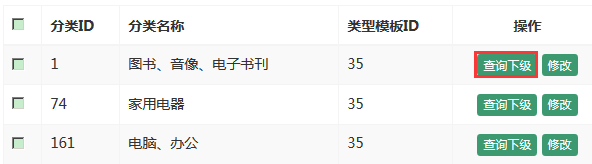 分类ID 分类名称 类型模板ID 操作
1 图书、音像、电子书刊 35 查询下级 修改
74 家用电器 35 查询下级 修改
161 电脑、办公 35 查询下级 修改